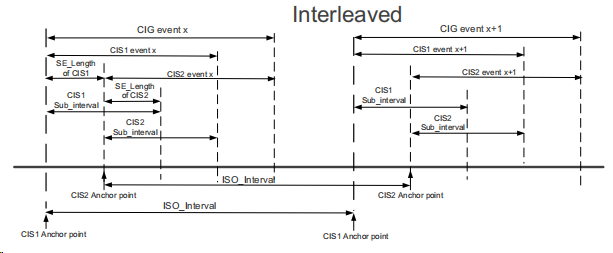 Interleaved
CIG event x
CIG event x+1
CIS1 event x
CIS1 event x+1
SE_Length
of CIS1
CIS2 event x
CIS2 event x+1
SE_Length
of CIS2
CIS1
Sub_interval
CIS1
Sub_interval
CIS2
Sub_interval
CIS2
Sub_interval
ISO_Interval
CIS2 Anchor point
CIS2 Anchor point
ISO_Interval
CIS1 Anchor point
CIS1 Anchor point